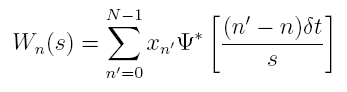 W_n(s) = \sum_{n'=0}^{N-1} x_{n'} \Psi^* \left[ \frac{(n' - n)\delta t}{s} \right]